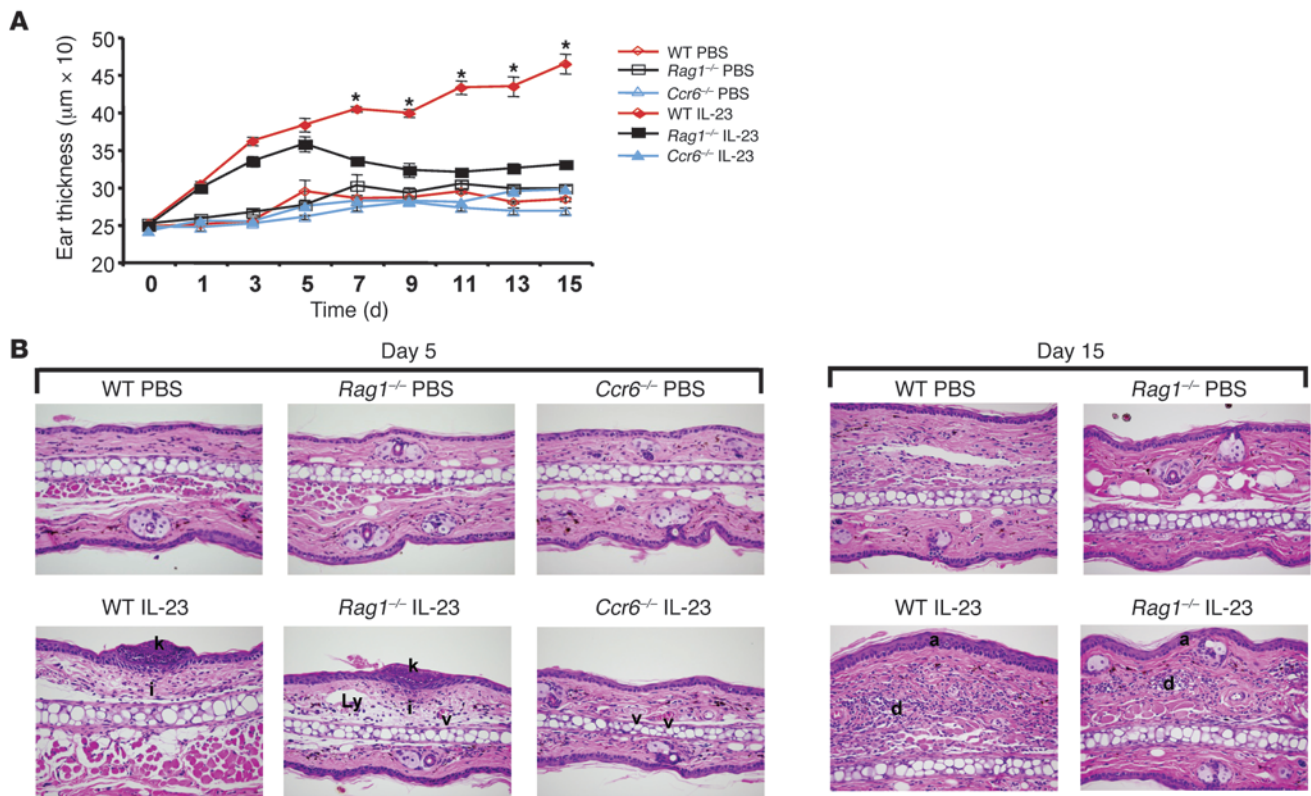 A
Ear thickness (µm × 10)
50
45
40
35
30
25
20
* * * * *
0 1 3 5 7 9 11 13 15
Time (d)
WT PBS
Rag1–/– PBS
Ccr6–/– PBS
WT IL-23
Rag1–/– IL-23
Ccr6–/– IL-23
B
Day 5
Day 15
WT PBS Rag1–/– PBS Ccr6–/– PBS WT PBS Rag1–/– PBS
WT IL-23 Rag1–/– IL-23 Ccr6–/– IL-23 WT IL-23 Rag1–/– IL-23
k i
k Ly i v
v v
a d
a d